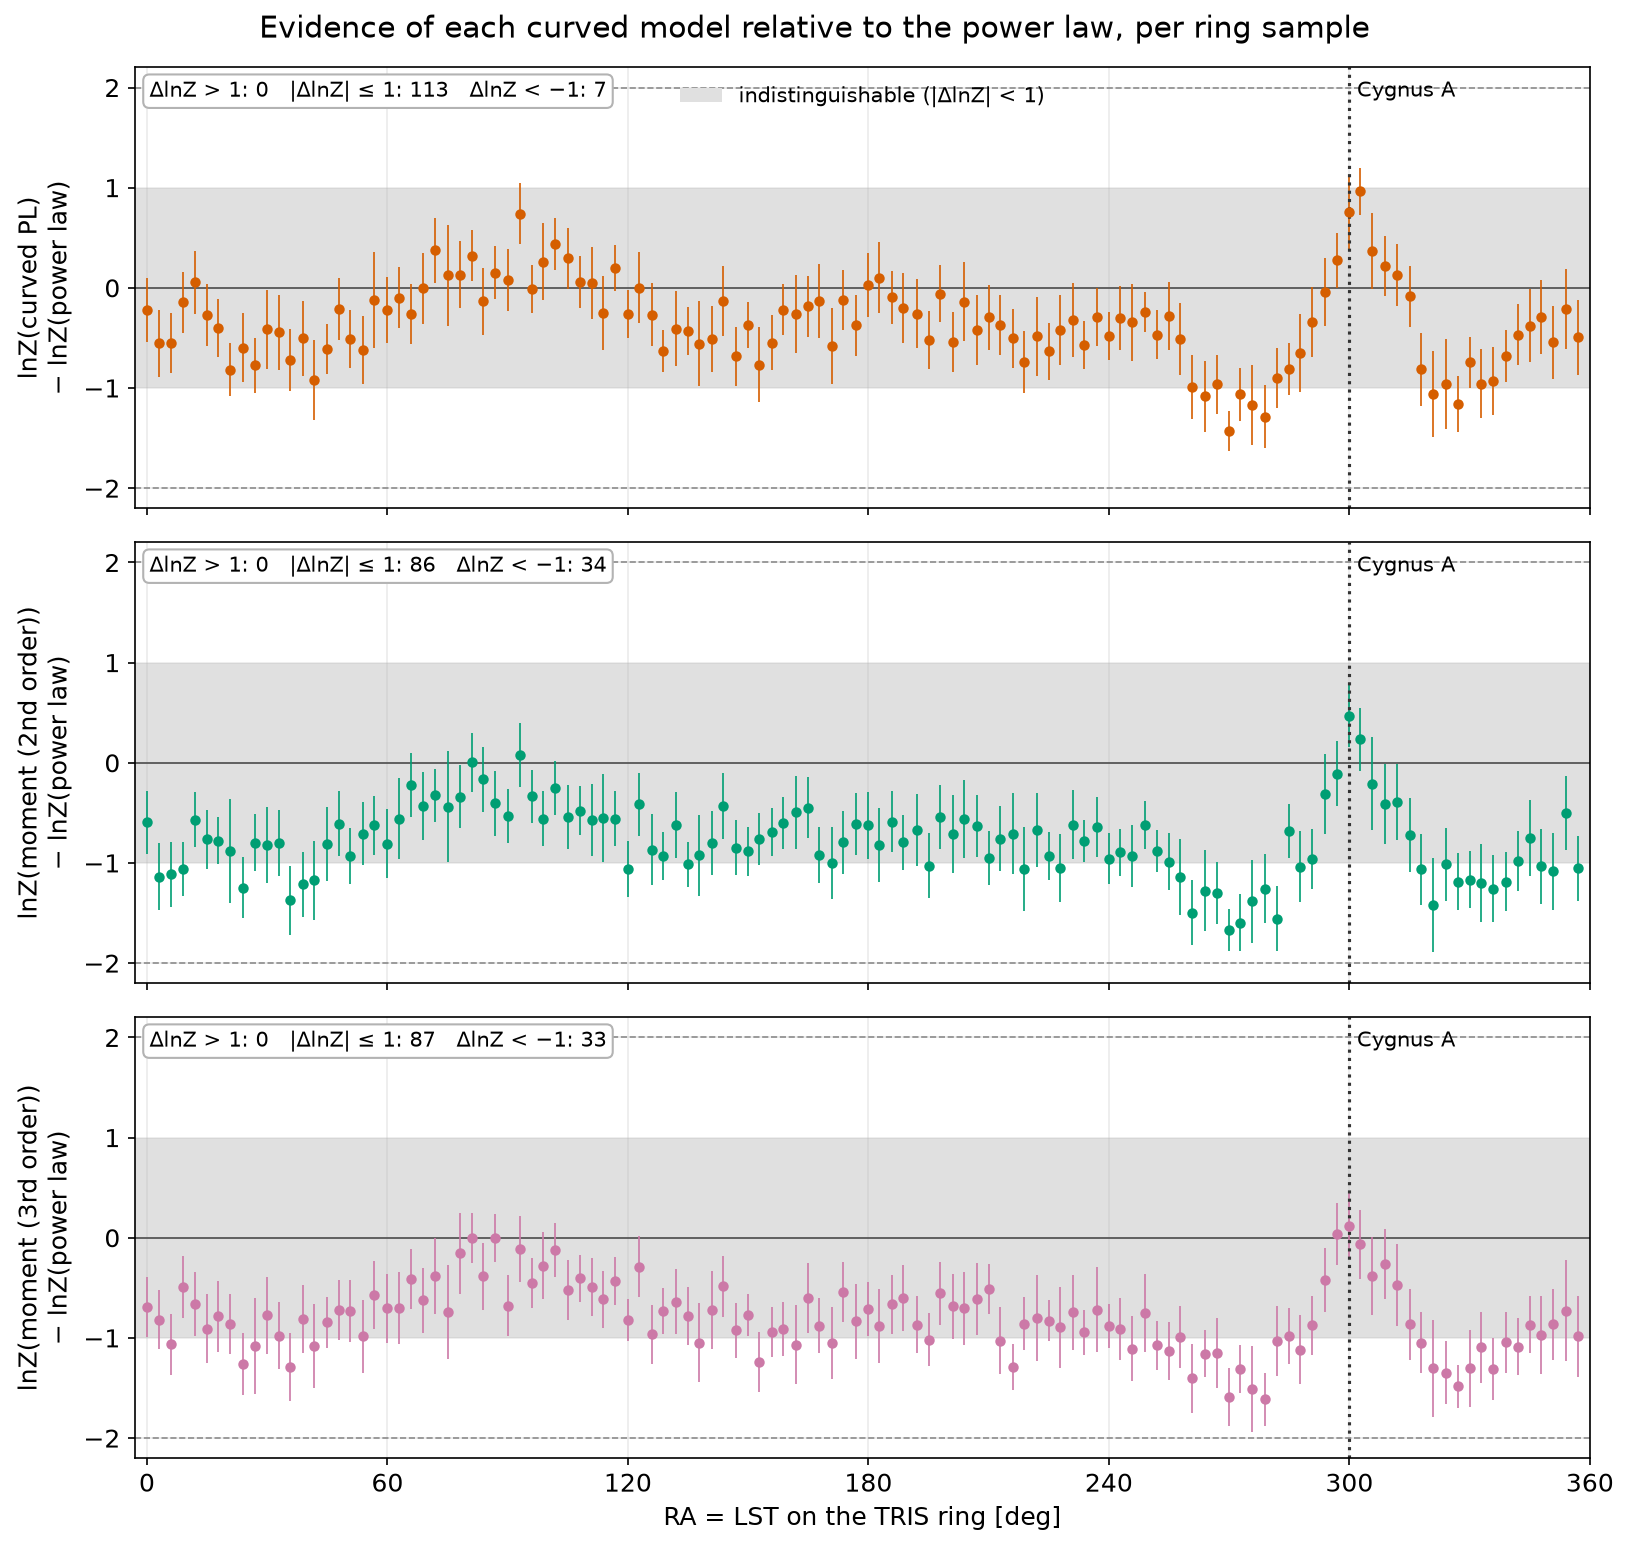 Evidence of each curved model relative to the power law, per ring sample
lnZ(curved PL)
− lnZ(power law)
2
1
0
−1
−2
ΔlnZ > 1: 0 |ΔlnZ| ≤ 1: 113 ΔlnZ < −1: 7
indistinguishable (|ΔlnZ| < 1)
Cygnus A
lnZ(moment (2nd order))
− lnZ(power law)
2
1
0
−1
−2
ΔlnZ > 1: 0 |ΔlnZ| ≤ 1: 86 ΔlnZ < −1: 34
Cygnus A
lnZ(moment (3rd order))
− lnZ(power law)
2
1
0
−1
−2
ΔlnZ > 1: 0 |ΔlnZ| ≤ 1: 87 ΔlnZ < −1: 33
Cygnus A
0 60 120 180 240 300 360
RA = LST on the TRIS ring [deg]